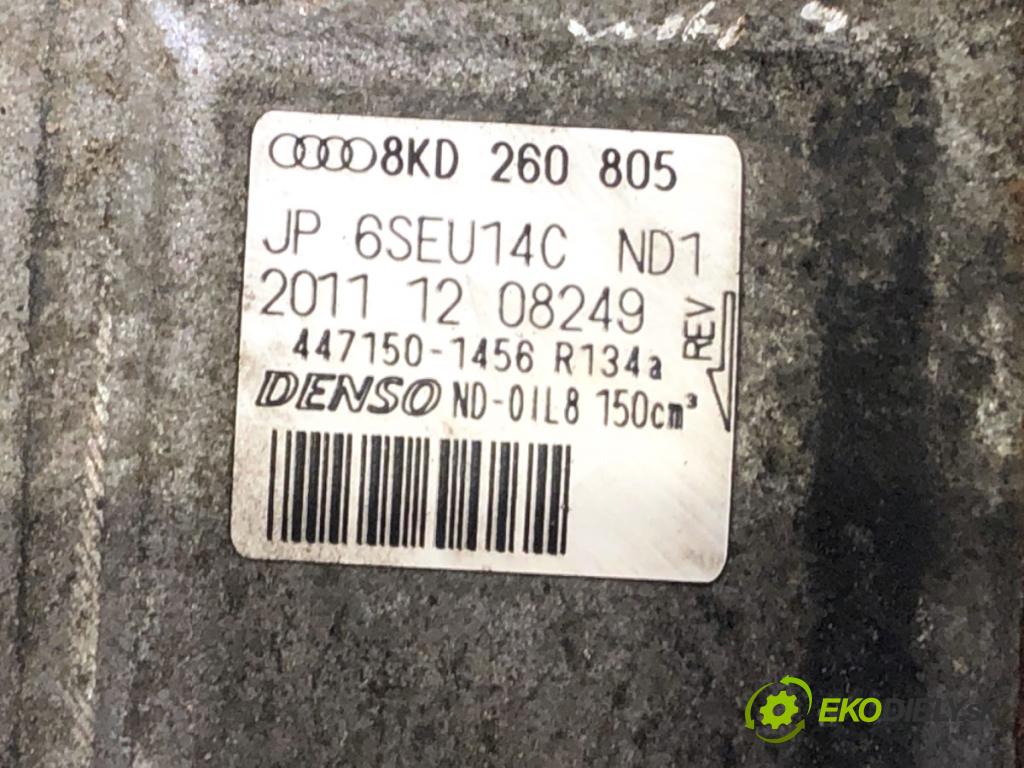 8KD 260 805
JP 6SEU14C ND1
2011 12 08249
REV
447150-1456 R134a
DENSO ND-OIL8 150cm³
EKODIELY